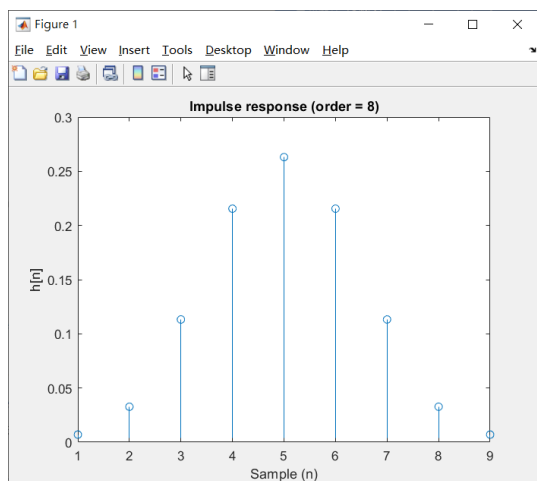 Figure 1
File Edit View Insert Tools Desktop Window Help
Impulse response (order = 8)
0.3
0.25
0.2
0.15
0.1
0.05
0
h[n]
1 2 3 4 5 6 7 8 9
Sample (n)